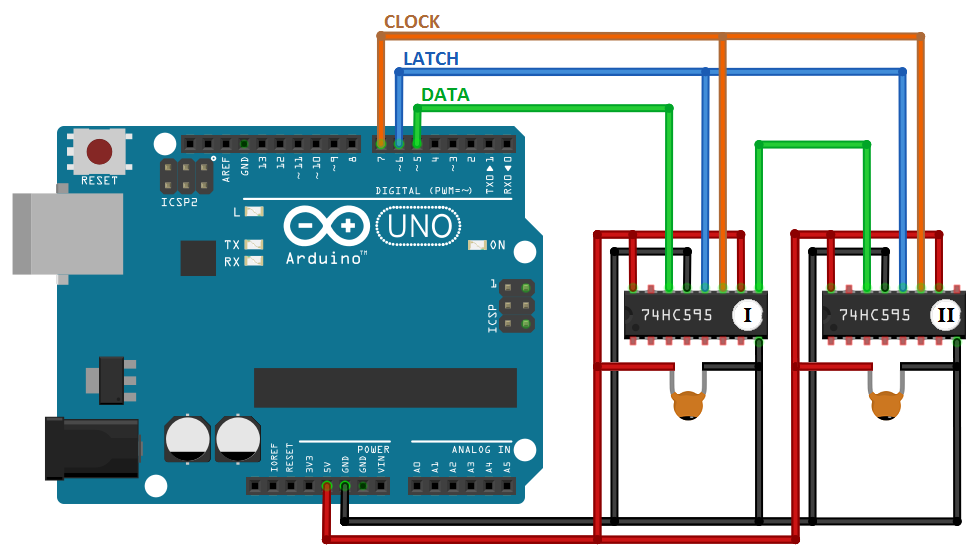 CLOCK
LATCH
DATA
RESET
ICSP2
AREF
GND
13
12
~11
~10
~9
8
7
~6
~5
4
~3
2
TX0▶1
RX0◀0
DIGITAL (PWM=~)
L
TX
RX
UNO
Arduino™
ON
1
ICSP
74HC595
I
74HC595
II
POWER
ANALOG IN
IOREF
RESET
3V3
5V
GND
GND
VIN
A0
A1
A2
A3
A4
A5